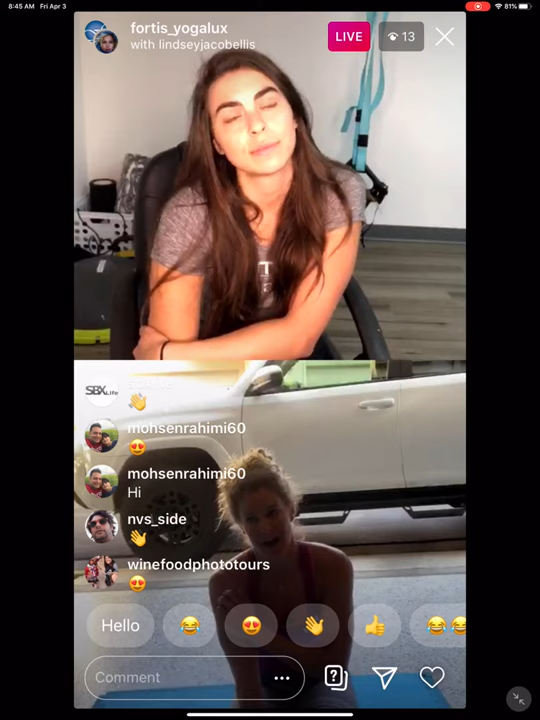 8:45 AM Fri Apr 3
81%
fortis_yogalux
with lindseyjacobellis
LIVE
13
SBXLife
👋
mohsenrahimi60
😍
mohsenrahimi60
Hi
nvs_side
👋
winefoodphototours
😍
Hello 😂 😍 👋 👍 😂😂
Comment